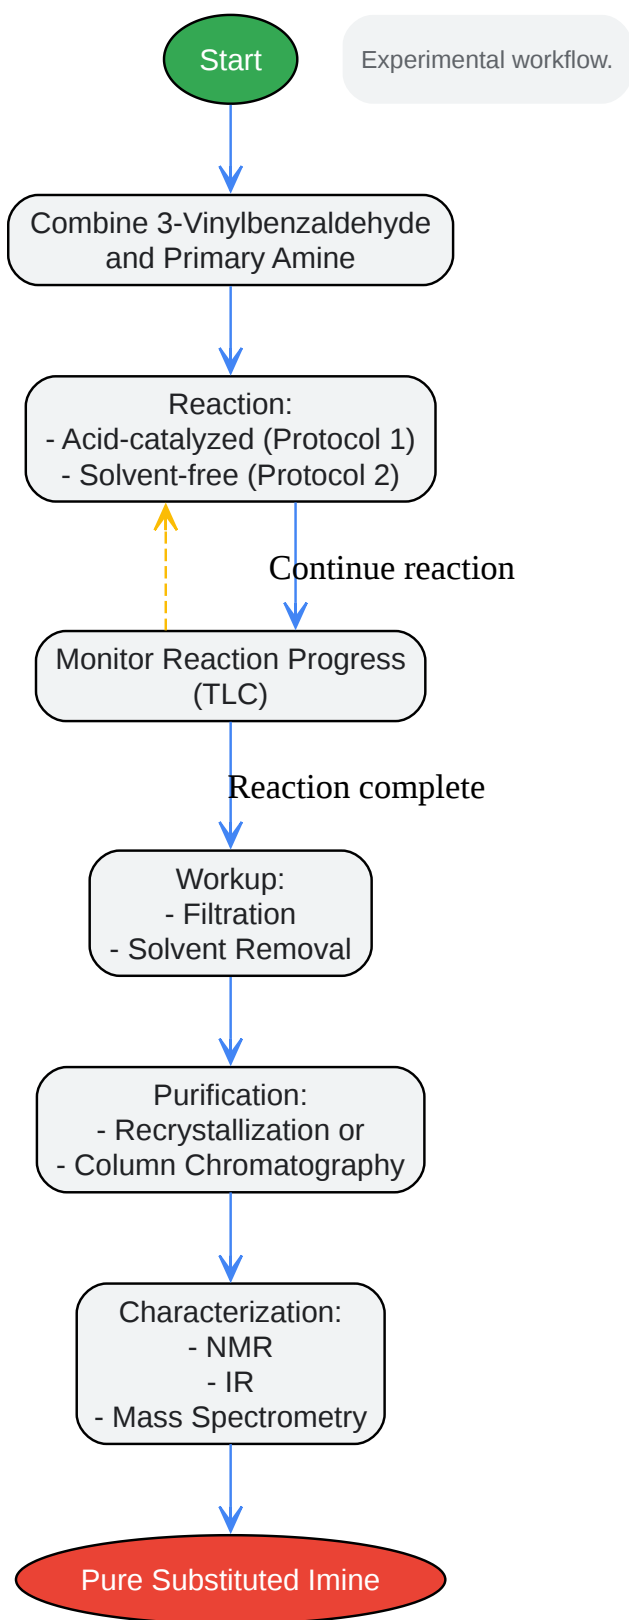 Start
Experimental workflow.
Combine 3-Vinylbenzaldehyde
and Primary Amine
Reaction:
- Acid-catalyzed (Protocol 1)
- Solvent-free (Protocol 2)
Continue reaction
Monitor Reaction Progress
(TLC)
Reaction complete
Workup:
- Filtration
- Solvent Removal
Purification:
- Recrystallization or
- Column Chromatography
Characterization:
- NMR
- IR
- Mass Spectrometry
Pure Substituted Imine